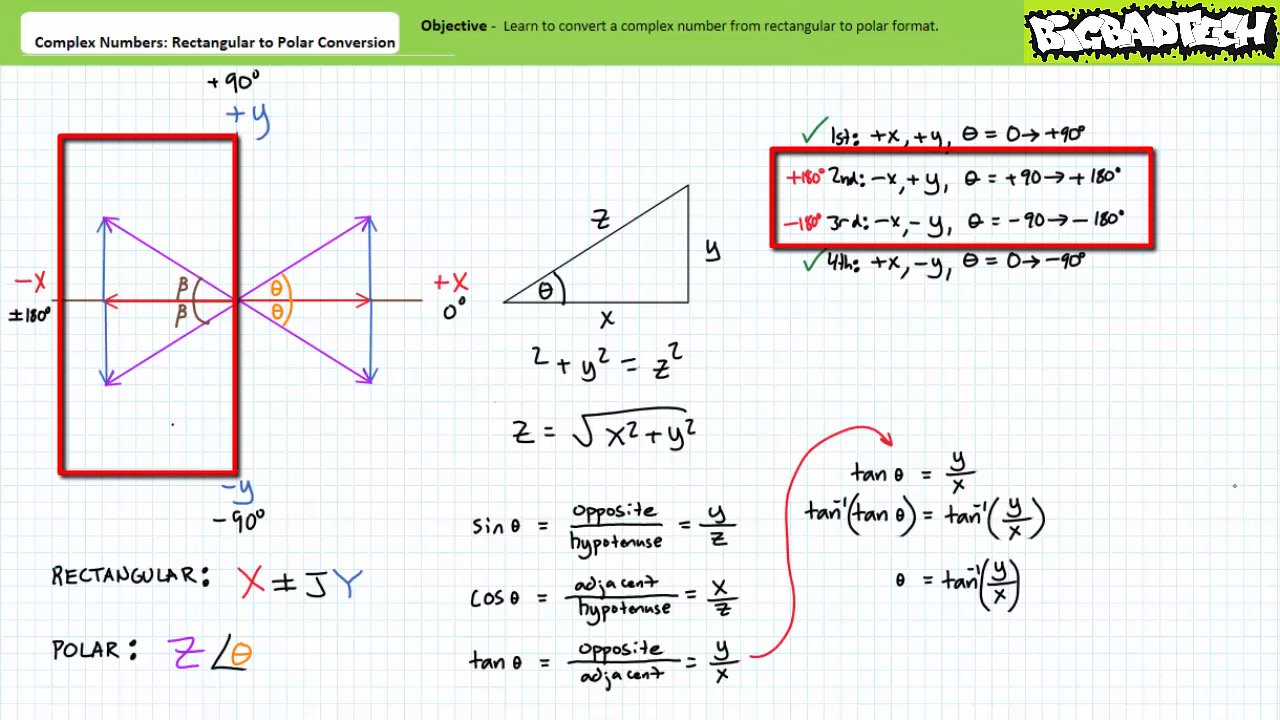 Complex Numbers: Rectangular to Polar Conversion
Objective - Learn to convert a complex number from rectangular to polar format.
BIGBADTECH
+90°
+y
-X
±180°
β
β
θ
θ
+X
0°
-y
-90°
RECTANGULAR: X ± JY
POLAR: Z∠θ
z
y
θ
x
2 + y² = z²
Z = √x² + y²
sin θ = opposite/hypotenuse = y/z
cos θ = adjacent/hypotenuse = x/z
tan θ = opposite/adjacent = y/x
✓ 1st: +x, +y, θ = 0→+90°
+180° 2nd: -x, +y, θ = +90→+180°
-180° 3rd: -x, -y, θ = -90→-180°
✓ 4th: +x, -y, θ = 0→-90°
tan θ = y/x
tan⁻¹(tan θ) = tan⁻¹(y/x)
θ = tan⁻¹(y/x)